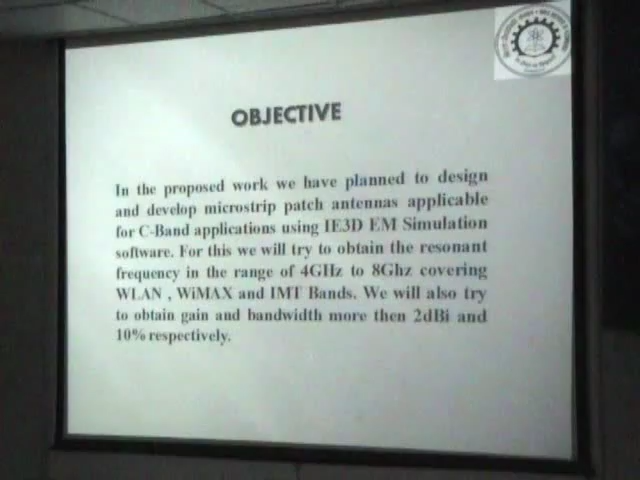 OBJECTIVE
In the proposed work we have planned to design
and develop microstrip patch antennas applicable
for C-Band applications using IE3D EM Simulation
software. For this we will try to obtain the resonant
frequency in the range of 4GHz to 8Ghz covering
WLAN , WiMAX and IMT Bands. We will also try
to obtain gain and bandwidth more then 2dBi and
10% respectively.